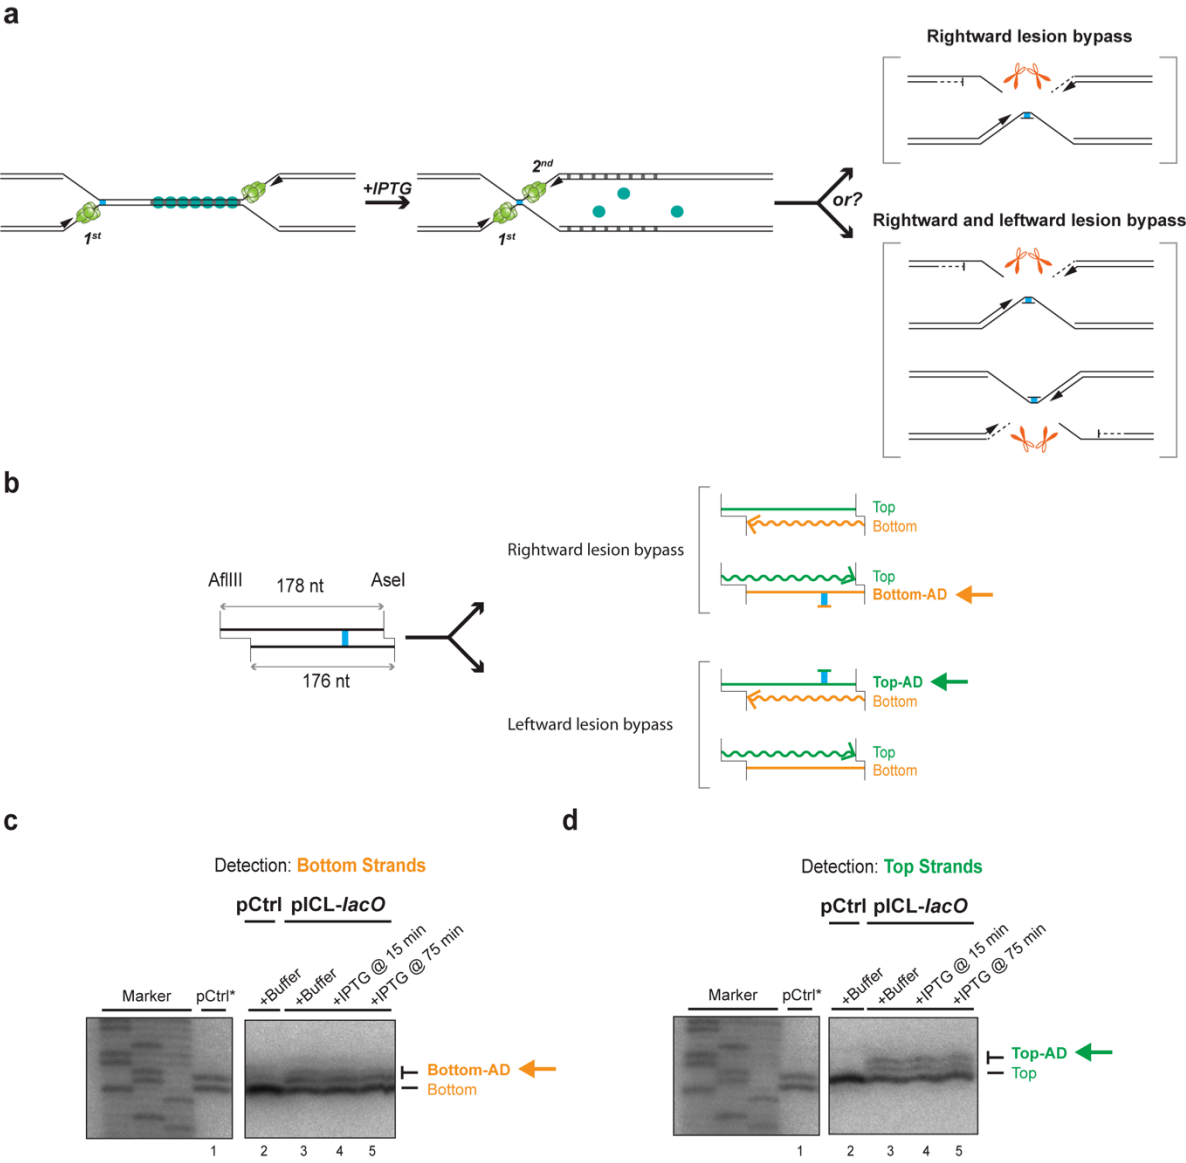 a
Rightward lesion bypass
1st
+IPTG
2nd
1st
or?
Rightward and leftward lesion bypass
b
AflIII
178 nt
AseI
176 nt
Rightward lesion bypass
Top
Bottom
Top
Bottom-AD
Leftward lesion bypass
Top-AD
Bottom
Top
Bottom
c
Detection: Bottom Strands
pCtrl pICL-lacO
Marker
pCtrl*
+Buffer
+Buffer
+IPTG @ 15 min
+IPTG @ 75 min
Bottom-AD
Bottom
1 2 3 4 5
d
Detection: Top Strands
pCtrl pICL-lacO
Marker
pCtrl*
+Buffer
+Buffer
+IPTG @ 15 min
+IPTG @ 75 min
Top-AD
Top
1 2 3 4 5